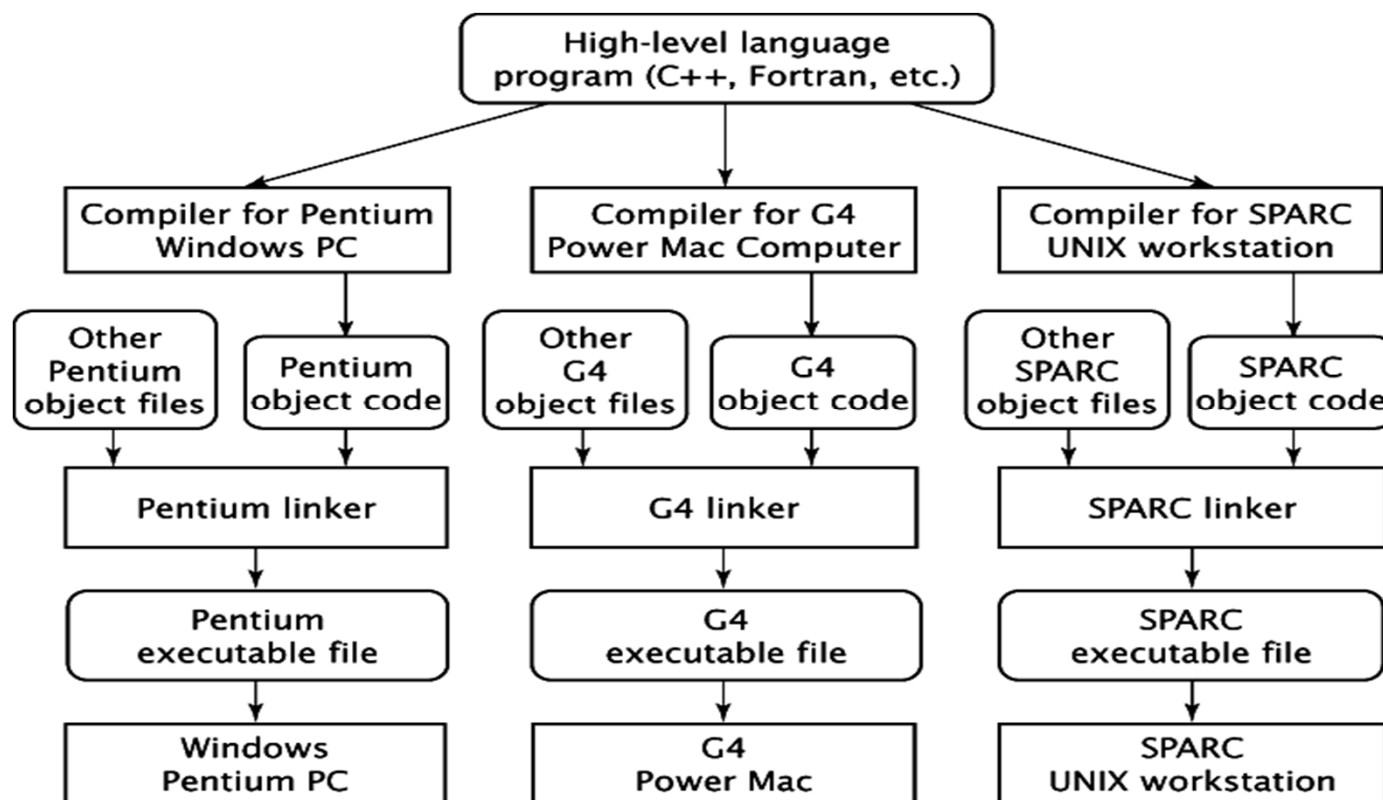 High-level language
program (C++, Fortran, etc.)
Compiler for Pentium
Windows PC
Compiler for G4
Power Mac Computer
Compiler for SPARC
UNIX workstation
Other
Pentium
object files
Pentium
object code
Other
G4
object files
G4
object code
Other
SPARC
object files
SPARC
object code
Pentium linker
G4 linker
SPARC linker
Pentium
executable file
G4
executable file
SPARC
executable file
Windows
Pentium PC
G4
Power Mac
SPARC
UNIX workstation